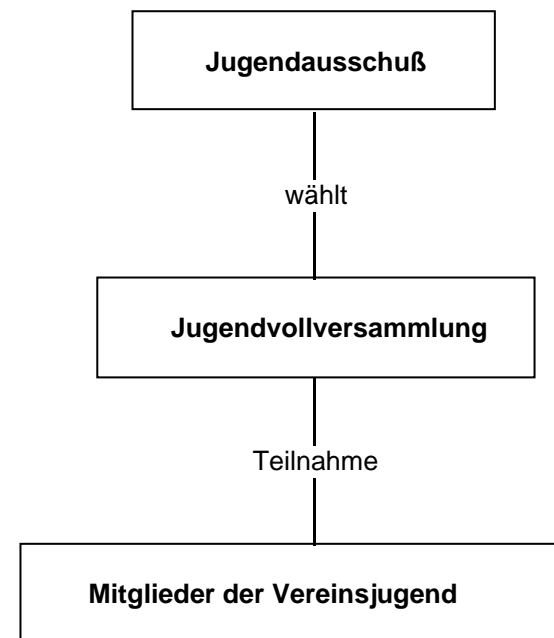 Jugendausschuß
wählt
Jugendvollversammlung
Teilnahme
Mitglieder der Vereinsjugend